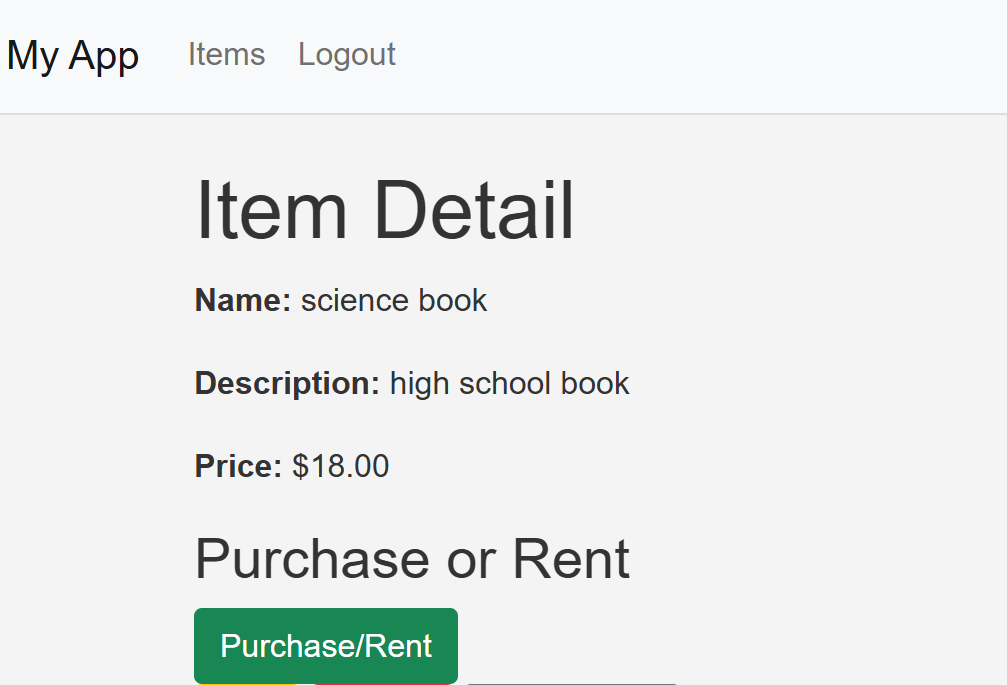 My App Items Logout
Item Detail
Name: science book
Description: high school book
Price: $18.00
Purchase or Rent
Purchase/Rent